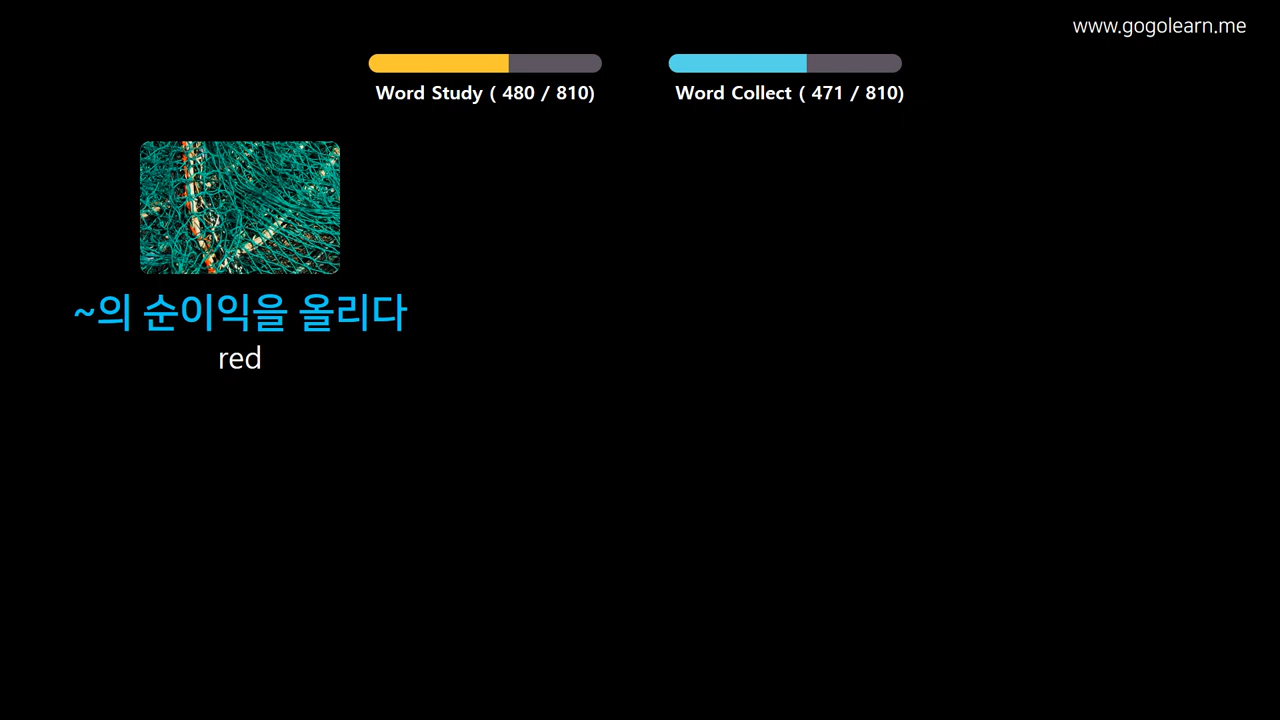 www.gogolearn.me
Word Study ( 480 / 810)
Word Collect ( 471 / 810)
~의 순이익을 올리다
red